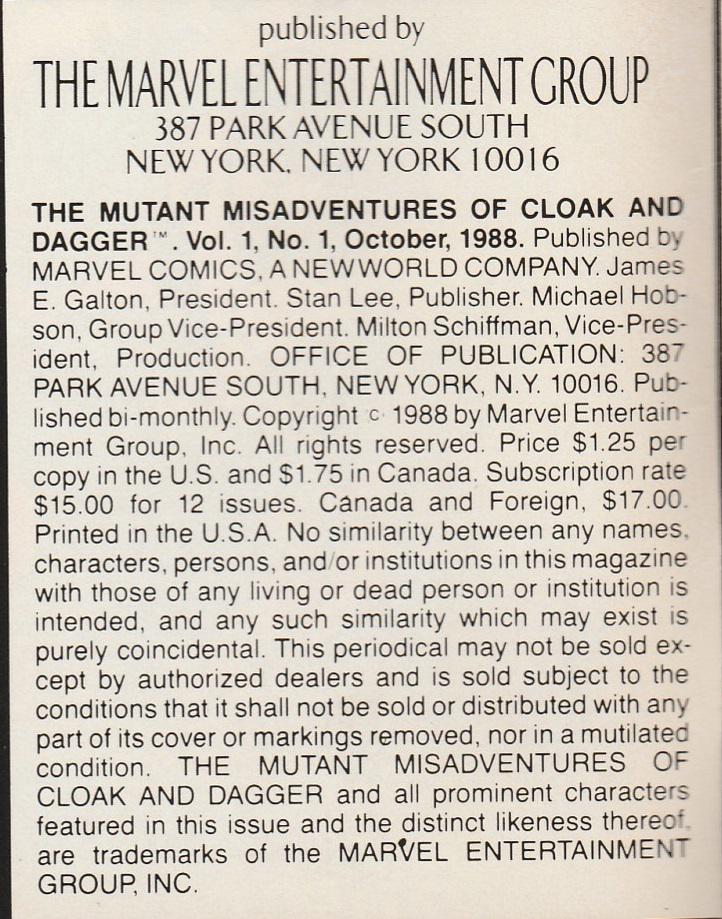 published by
THE MARVEL ENTERTAINMENT GROUP
387 PARK AVENUE SOUTH
NEW YORK, NEW YORK 10016
THE MUTANT MISADVENTURES OF CLOAK AND
DAGGER™. Vol. 1, No. 1, October, 1988. Published by
MARVEL COMICS, A NEW WORLD COMPANY. James
E. Galton, President. Stan Lee, Publisher. Michael Hob-
son, Group Vice-President. Milton Schiffman, Vice-Pres-
ident, Production. OFFICE OF PUBLICATION: 387
PARK AVENUE SOUTH, NEW YORK, N.Y. 10016. Pub-
lished bi-monthly. Copyright © 1988 by Marvel Entertain-
ment Group, Inc. All rights reserved. Price $1.25 per
copy in the U.S. and $1.75 in Canada. Subscription rate
$15.00 for 12 issues. Canada and Foreign, $17.00.
Printed in the U.S.A. No similarity between any names,
characters, persons, and/or institutions in this magazine
with those of any living or dead person or institution is
intended, and any such similarity which may exist is
purely coincidental. This periodical may not be sold ex-
cept by authorized dealers and is sold subject to the
conditions that it shall not be sold or distributed with any
part of its cover or markings removed, nor in a mutilated
condition. THE MUTANT MISADVENTURES OF
CLOAK AND DAGGER and all prominent characters
featured in this issue and the distinct likeness thereof,
are trademarks of the MARVEL ENTERTAINMENT
GROUP, INC.